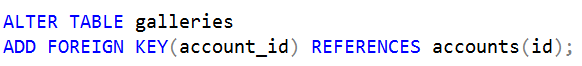 ALTER TABLE galleries
ADD FOREIGN KEY(account_id) REFERENCES accounts(id);